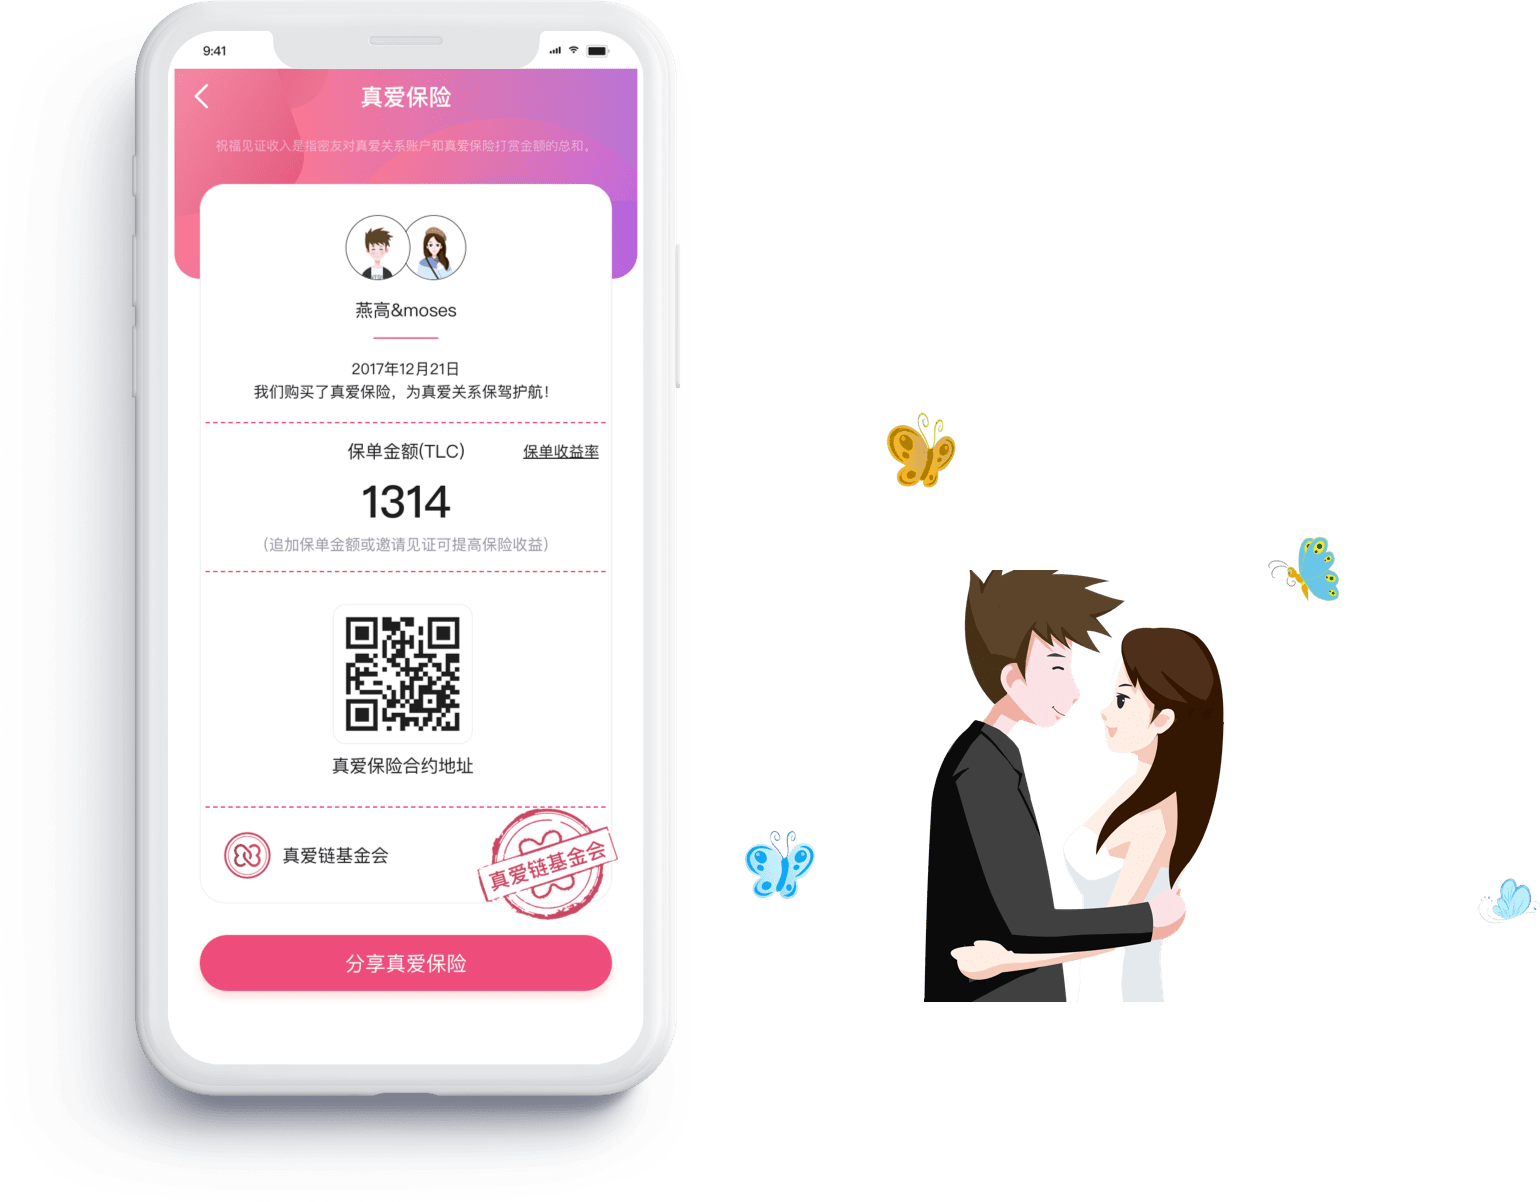 9:41
真爱保险
祝福见证收入是指密友对真爱关系账户和真爱保险打赏金额的总和。
燕高&moses
2017年12月21日
我们购买了真爱保险，为真爱关系保驾护航！
保单金额(TLC)
保单收益率
1314
（追加保单金额或邀请见证可提高保险收益）
真爱保险合约地址
真爱链基金会
真爱链基金会
分享真爱保险